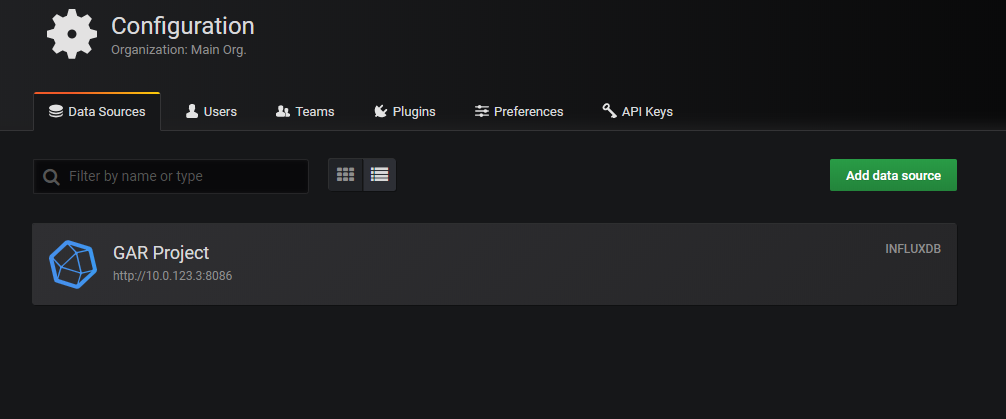 Configuration
Organization: Main Org.
Data Sources Users Teams Plugins Preferences API Keys
Filter by name or type Add data source
GAR Project INFLUXDB
http://10.0.123.3:8086